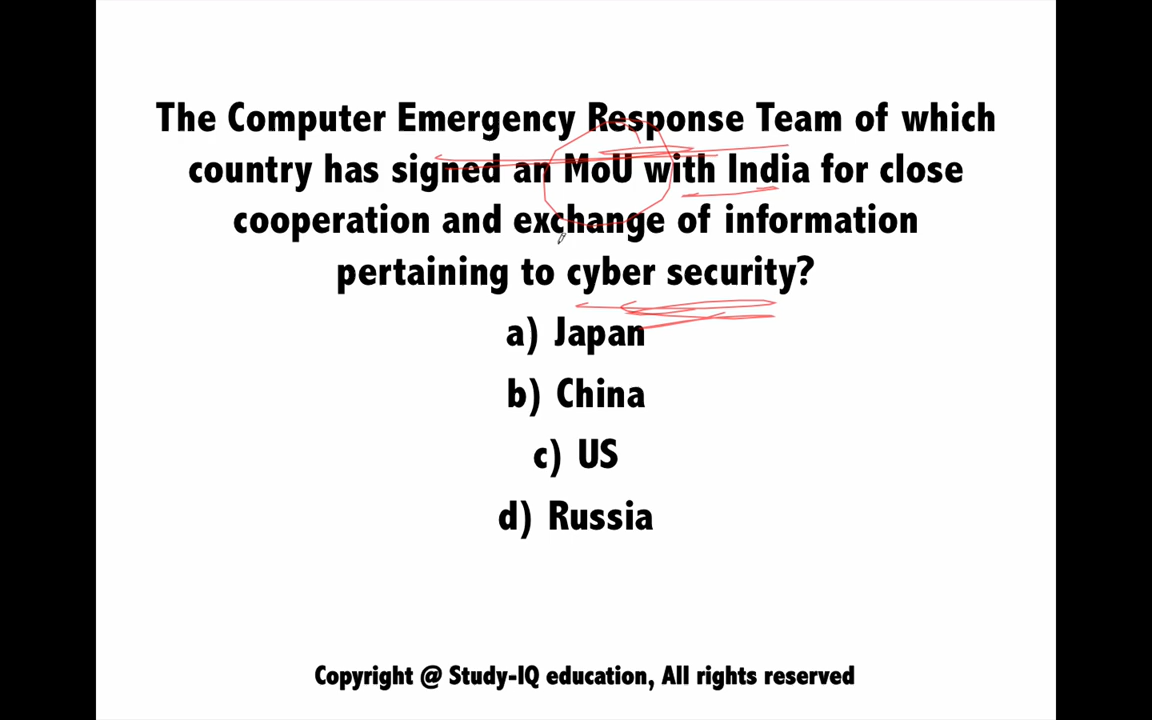 The Computer Emergency Response Team of which
country has signed an MoU with India for close
cooperation and exchange of information
pertaining to cyber security?
a) Japan
b) China
c) US
d) Russia
Copyright @ Study-IQ education, All rights reserved